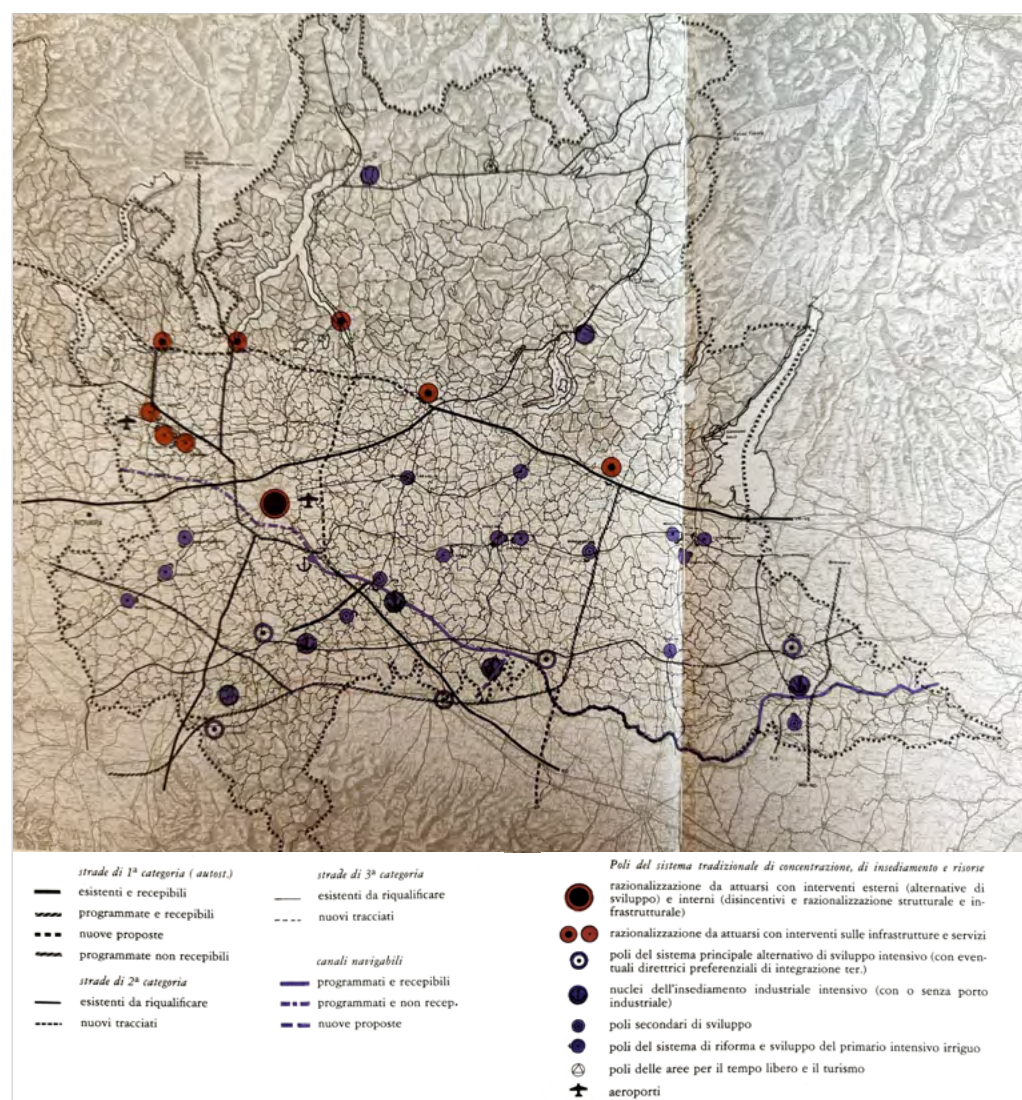 NOVARA
strade di 1ª categoria ( autost.)
esistenti e recepibili
programmate e recepibili
nuove proposte
programmate non recepibili
strade di 2ª categoria
esistenti da riqualificare
nuovi tracciati
strade di 3ª categoria
esistenti da riqualificare
nuovi tracciati
canali navigabili
programmati e recepibili
programmati e non recep.
nuove proposte
Poli del sistema tradizionale di concentrazione, di insediamento e risorse
razionalizzazione da attuarsi con interventi esterni (alternative di
sviluppo) e interni (disincentivi e razionalizzazione strutturale e in-
frastrutturale)
razionalizzazione da attuarsi con interventi sulle infrastrutture e servizi
poli del sistema principale alternativo di sviluppo intensivo (con even-
tuali direttrici preferenziali di integrazione ter.)
nuclei dell'insediamento industriale intensivo (con o senza porto
industriale)
poli secondari di sviluppo
poli del sistema di riforma e sviluppo del primario intensivo irriguo
poli delle aree per il tempo libero e il turismo
aeroporti